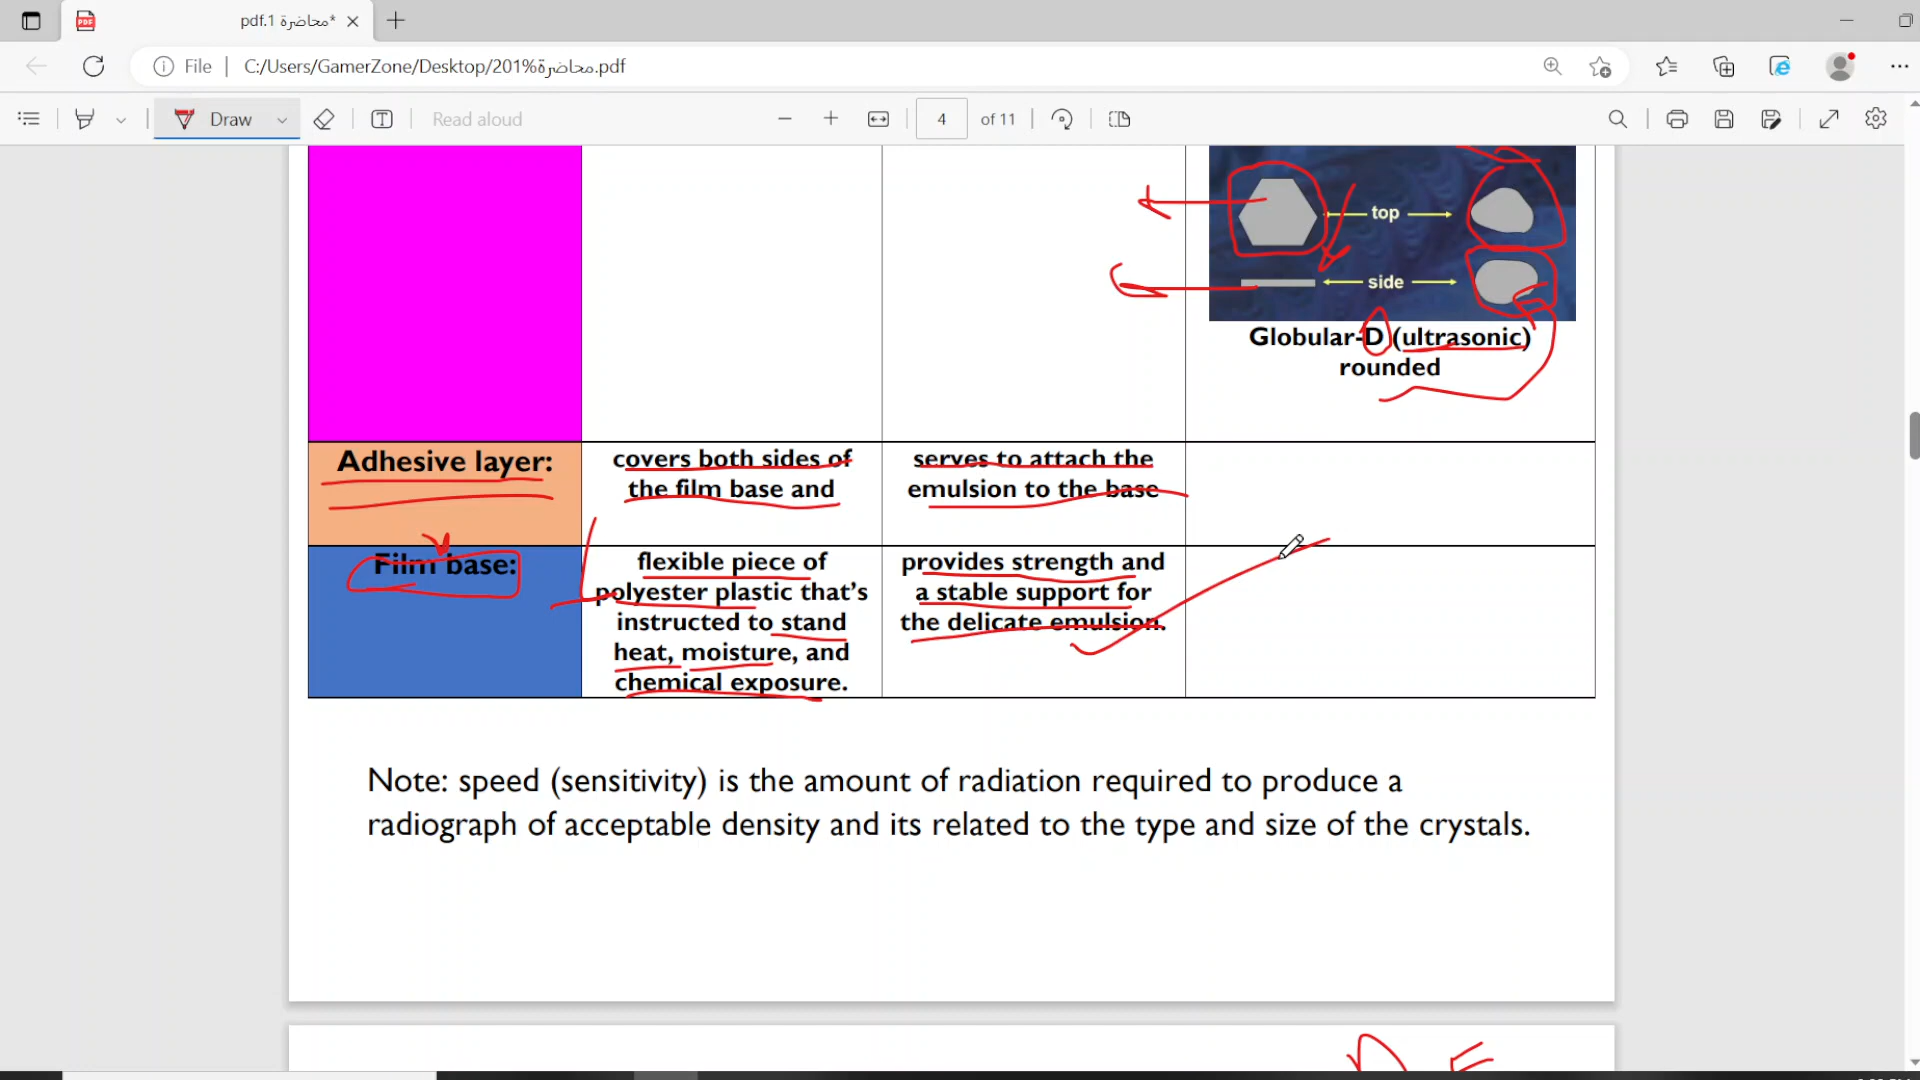 محاضرة 1.pdf*
File
C:/Users/GamerZone/Desktop/201%محاضرة.pdf
Draw
Read aloud
4
of 11
top
side
Globular-D (ultrasonic)
rounded
Adhesive layer:
covers both sides of
the film base and
serves to attach the
emulsion to the base
Film base:
flexible piece of
polyester plastic that's
instructed to stand
heat, moisture, and
chemical exposure.
provides strength and
a stable support for
the delicate emulsion.
Note: speed (sensitivity) is the amount of radiation required to produce a
radiograph of acceptable density and its related to the type and size of the crystals.